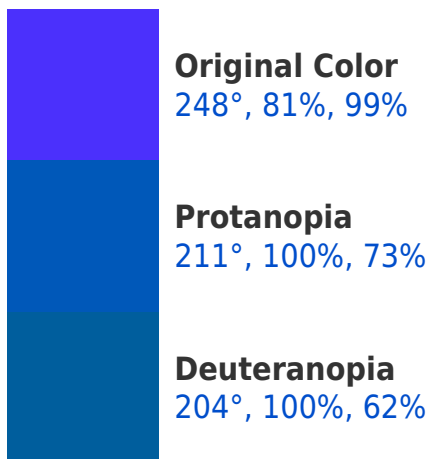 Original Color
248°, 81%, 99%
Protanopia
211°, 100%, 73%
Deuteranopia
204°, 100%, 62%